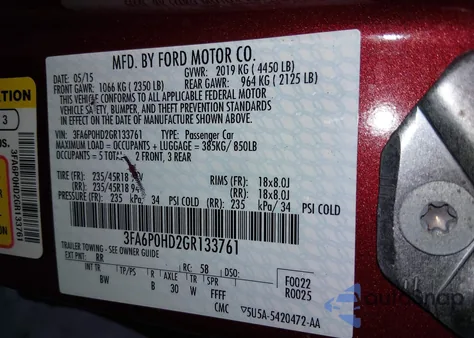 MFD. BY FORD MOTOR CO.
05/15 GVWR: 2019 KG ( 4450 LB)
FRONT GAWR: 1066 KG ( 2350 LB) REAR GAWR: 964 KG ( 2125 LB)
THIS VEHICLE CONFORMS TO ALL APPLICABLE FEDERAL MOTOR
VEHICLE SAFETY, BUMPER, AND THEFT PREVENTION STANDARDS
IN EFFECT ON THE DATE OF MANUFACTURE SHOWN ABOVE.
VIN: 3FA6P0HD2GR133761 TYPE: Passenger Car
MAXIMUM LOAD = OCCUPANTS + LUGGAGE = 385KG/ 850LB
OCCUPANTS = 5 Total, 2 FRONT, 3 REAR
TIRE (FR): 235/45R18 RIMS (FR): 18x8.0J
(RR): 235/45R18 (RR): 18x8.0J
PRESSURE (FR): 235 kPa/ 34 PSI COLD (RR): 235 kPa/ 34 PSI COLD
3FA6P0HD2GR133761
TRAILER TOWING - SEE OWNER GUIDE
EXT PNT: RR RC: 5B DSO: F0022
INT TR TP/PS R AXLE TR SPR R0025
BW B 30 W FFFF
CMC ▽5U5A-5420472-AA
3
3FA6P0HD2GR133761
autosnap